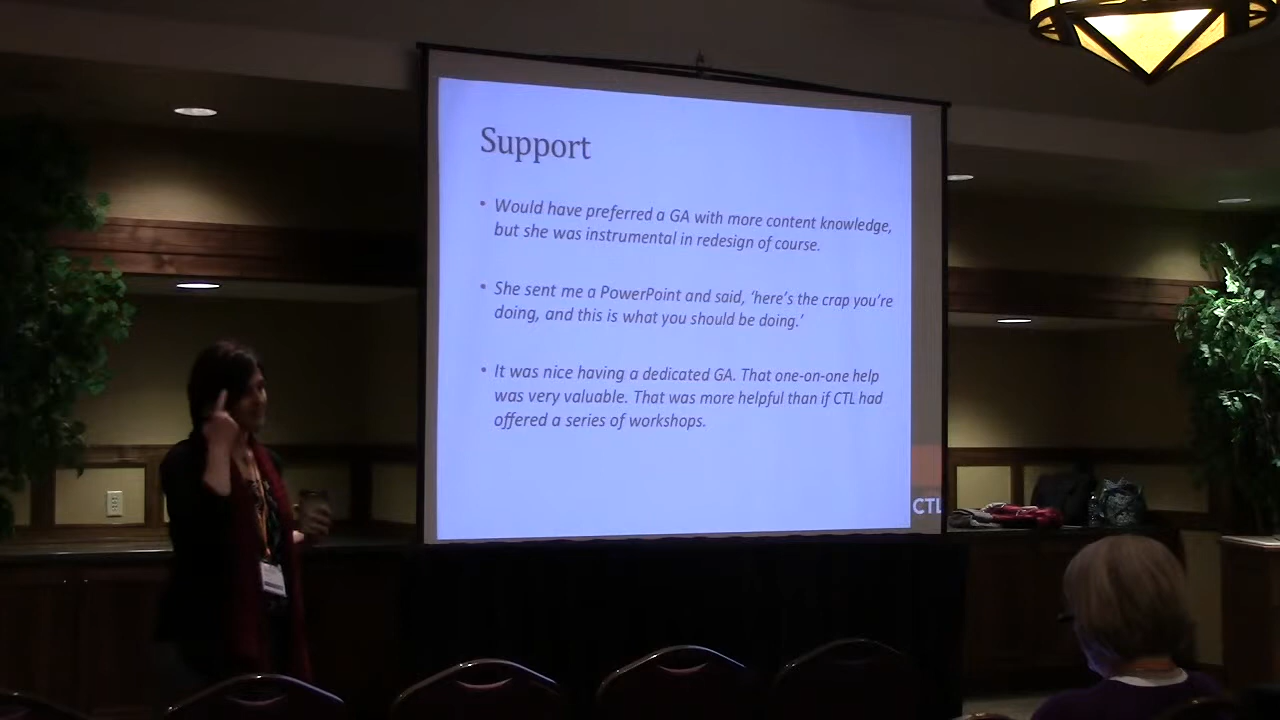 Support
• Would have preferred a GA with more content knowledge,
but she was instrumental in redesign of course.
• She sent me a PowerPoint and said, ‘here’s the crap you’re
doing, and this is what you should be doing.’
• It was nice having a dedicated GA. That one-on-one help
was very valuable. That was more helpful than if CTL had
offered a series of workshops.
CTL